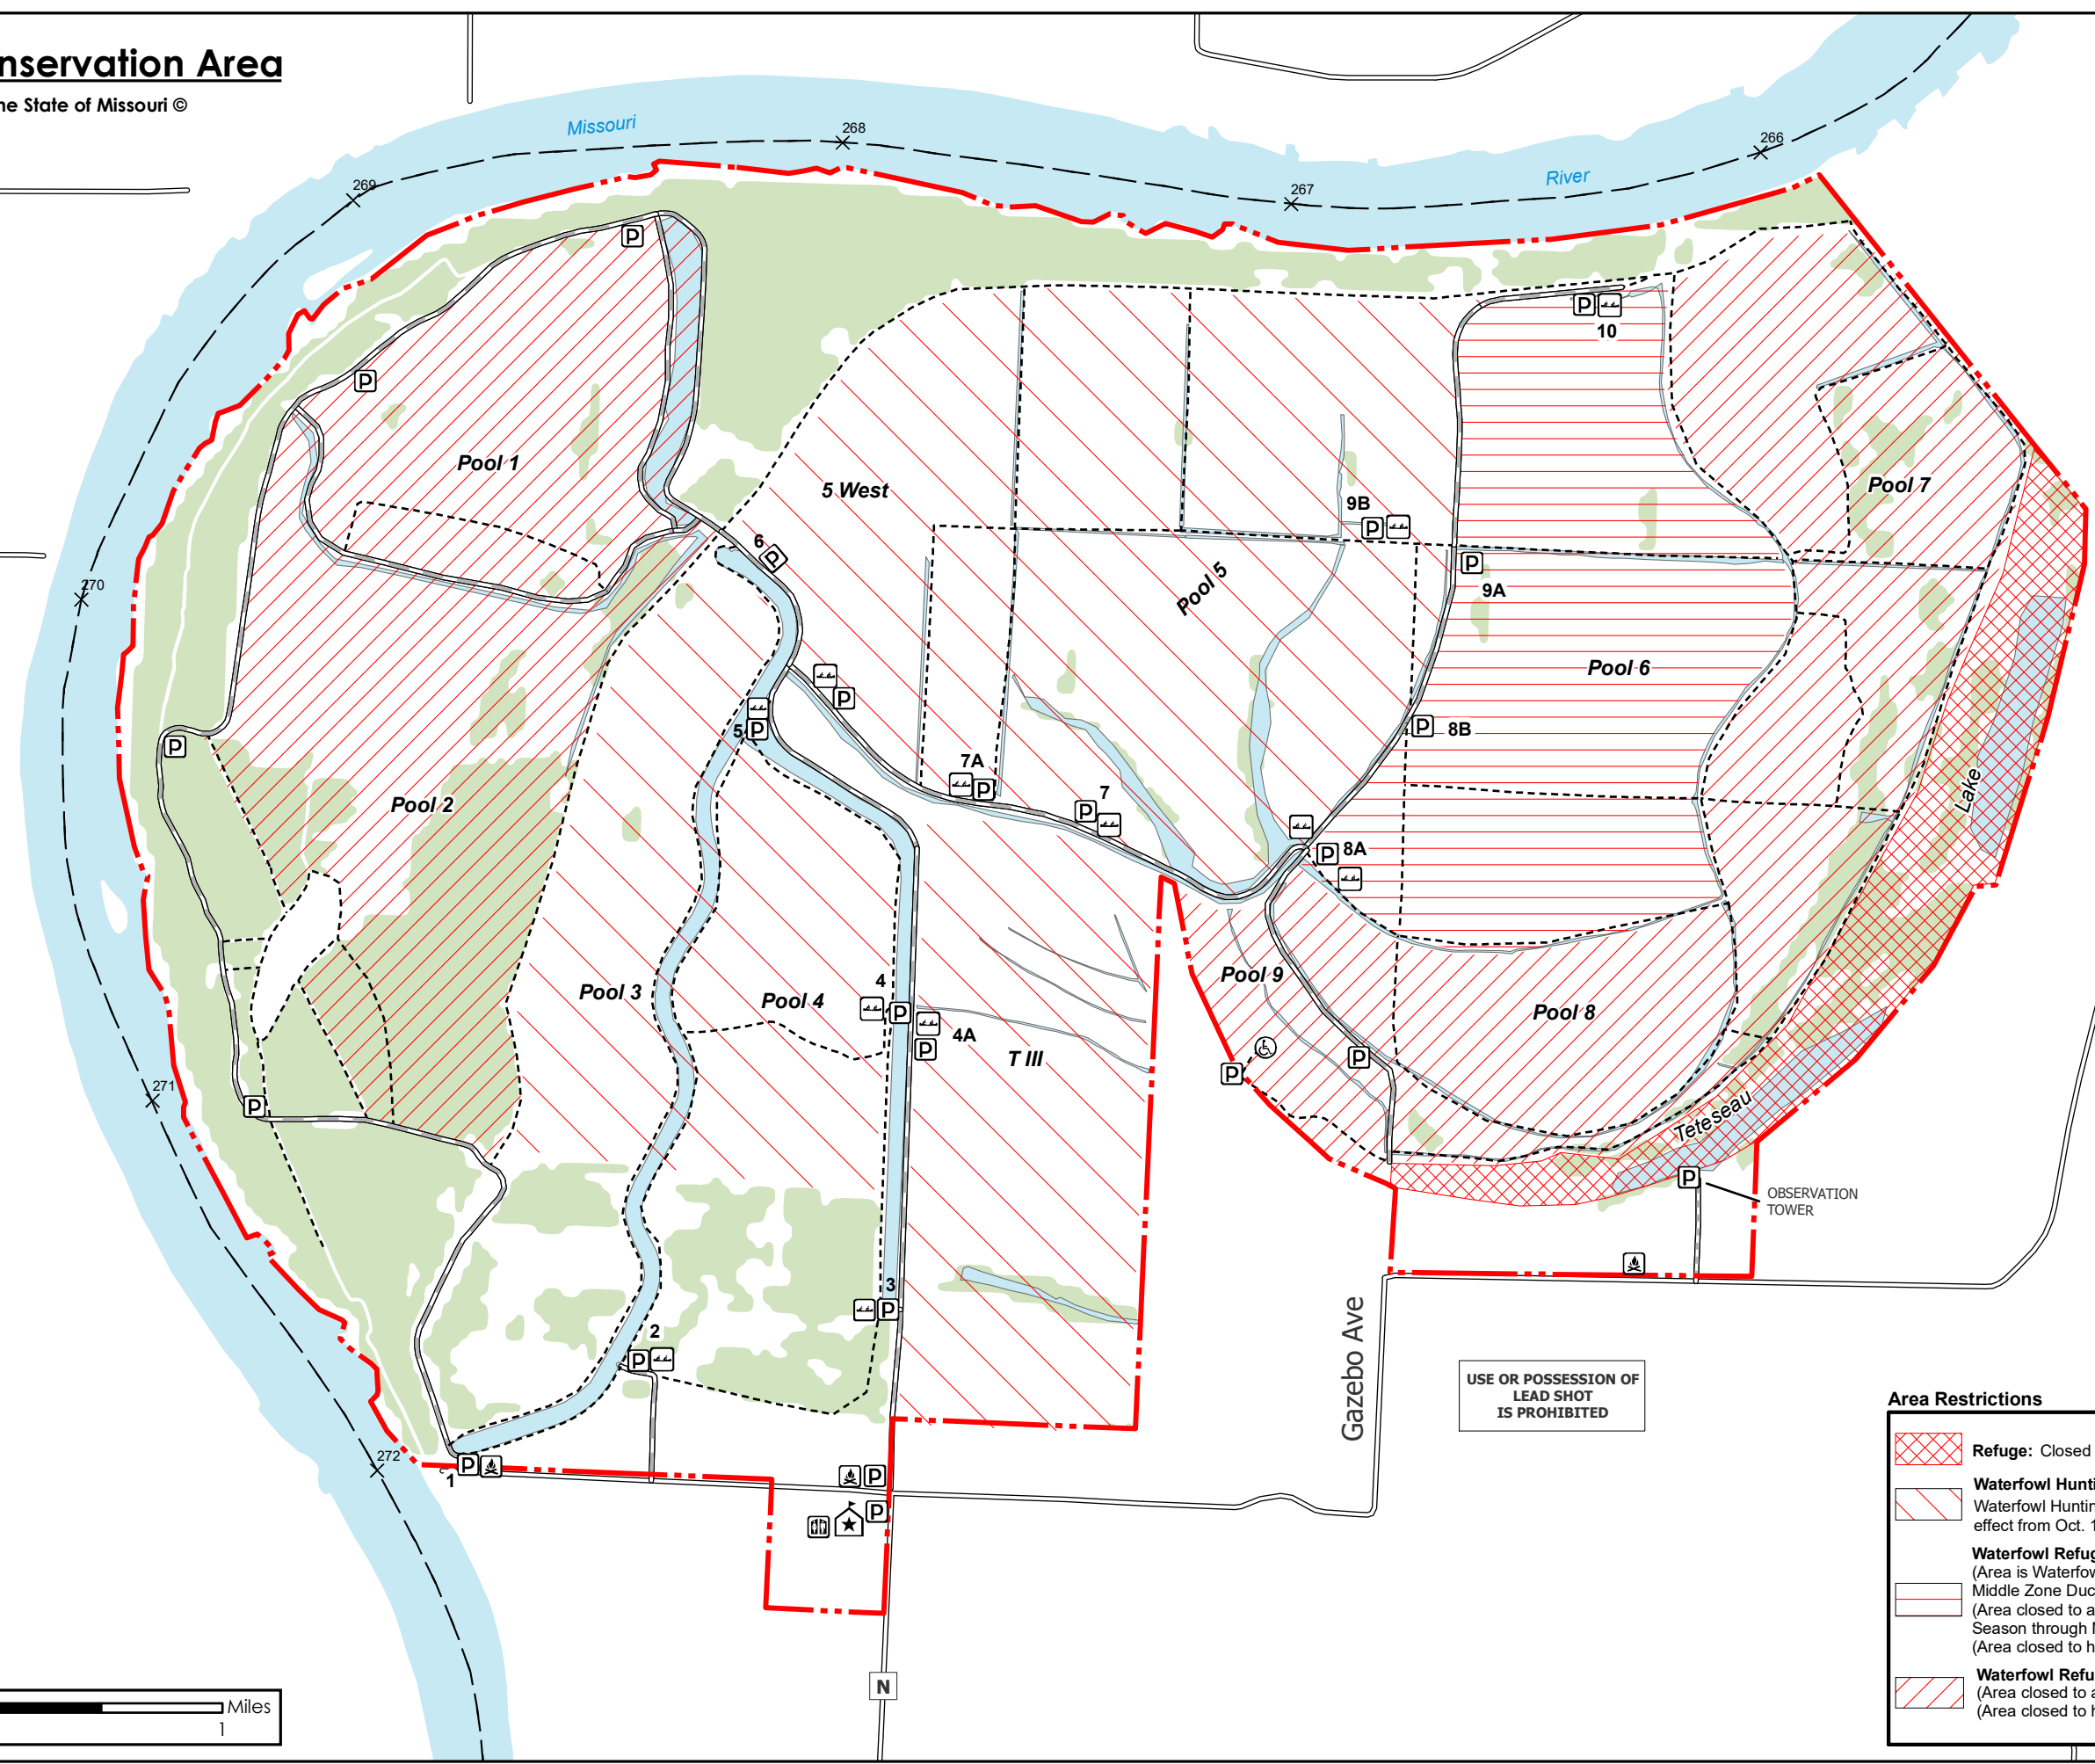 nservation Area
he State of Missouri ©
Missouri
River
269
268
267
266
270
271
272
Pool 1
5 West
Pool 7
Pool 5
Pool 6
Pool 2
Pool 3
Pool 4
T III
Pool 9
Pool 8
10
9B
9A
6
8B
5
7A
7
8A
4
4A
3
2
1
P
Lake
Teteseau
OBSERVATION
TOWER
Gazebo Ave
USE OR POSSESSION OF
LEAD SHOT
IS PROHIBITED
N
Miles
1
Area Restrictions
Refuge: Closed
Waterfowl Hunti
Waterfowl Huntin
effect from Oct. 1
Waterfowl Refug
(Area is Waterfow
Middle Zone Duc
(Area closed to a
Season through
(Area closed to h
Waterfowl Refu
(Area closed to a
(Area closed to h